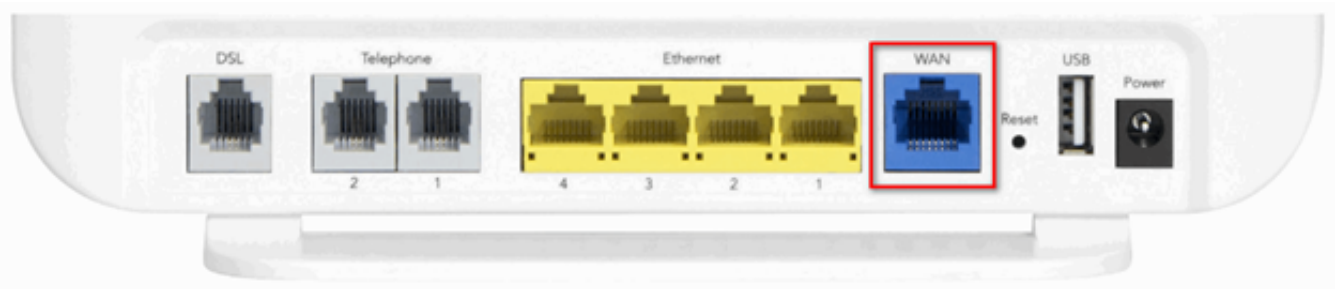 DSL
Telephone
Ethernet
WAN
USB
Power
Reset
2 1
4 3 2 1